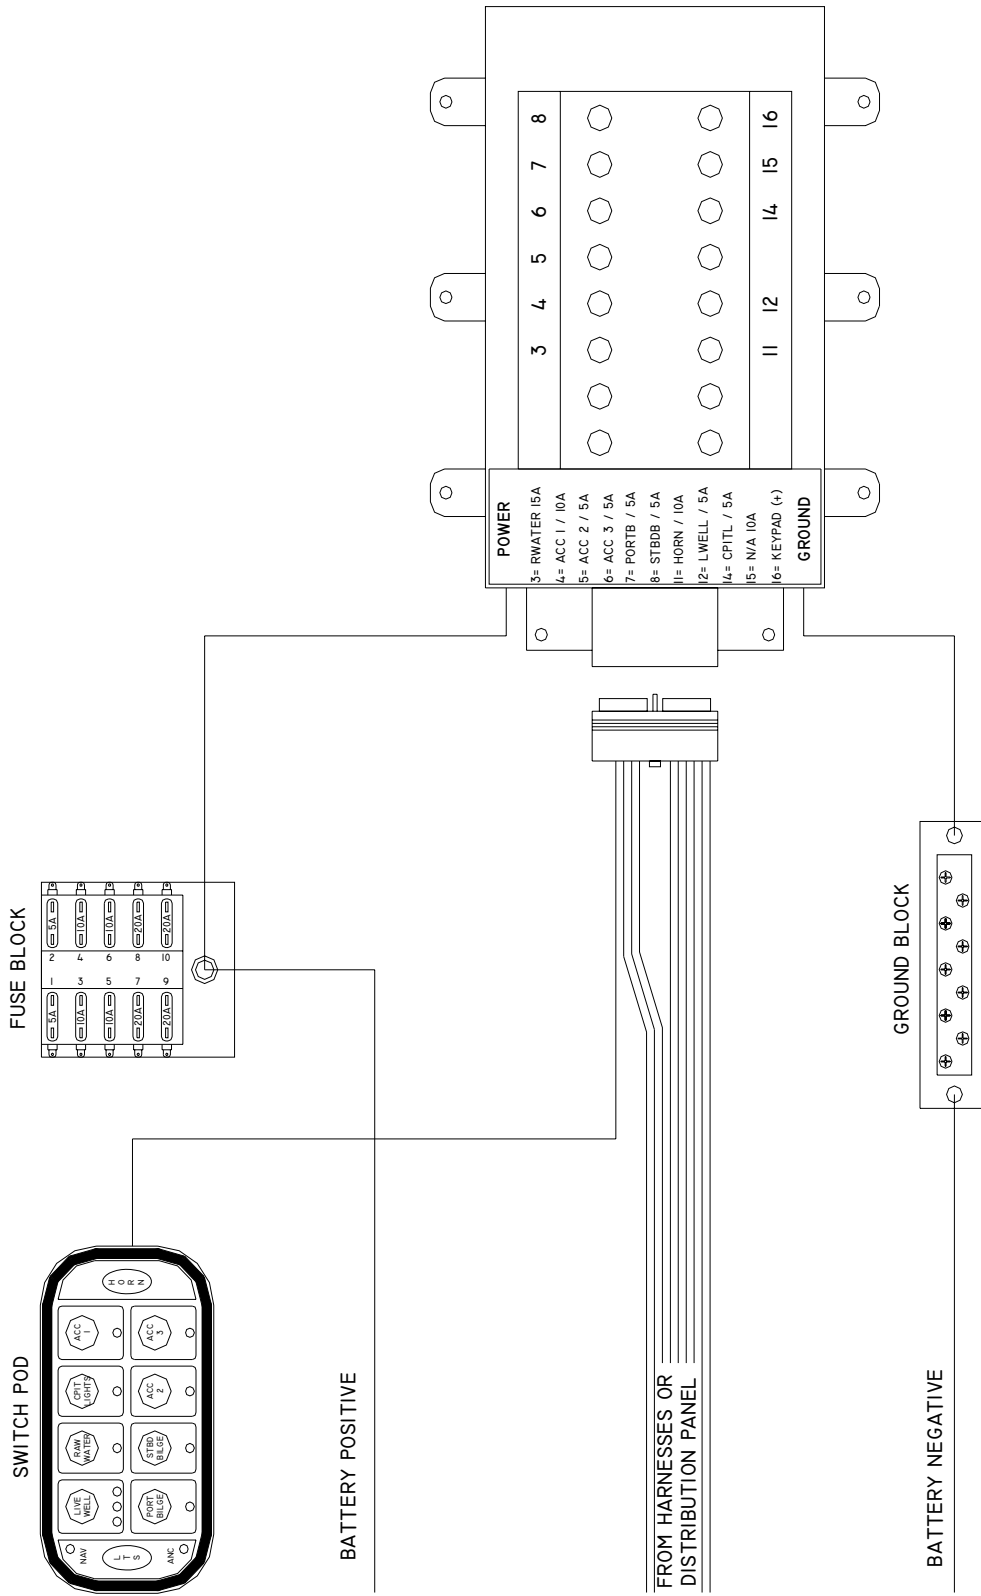 SWITCH POD
NAV
LTS
ANC
LIVE
WELL
RAW
WATER
CPIT
LIGHTS
ACC
1
PORT
BILGE
STBD
BILGE
ACC
2
ACC
3
HORN
FUSE BLOCK
5A
10A
10A
20A
20A
1
3
5
7
9
2
4
6
8
10
5A
10A
10A
20A
20A
BATTERY POSITIVE
POWER
3= RWATER 15A
4= ACC 1 / 10A
5= ACC 2 / 5A
6= ACC 3 / 5A
7= PORTB / 5A
8= STBDB / 5A
11= HORN / 10A
12= LWELL / 5A
14= CPITL / 5A
15= N/A 10A
16= KEYPAD (+)
GROUND
3 4 5 6 7 8
11 12 14 15 16
FROM HARNESSES OR
DISTRIBUTION PANEL
GROUND BLOCK
BATTERY NEGATIVE